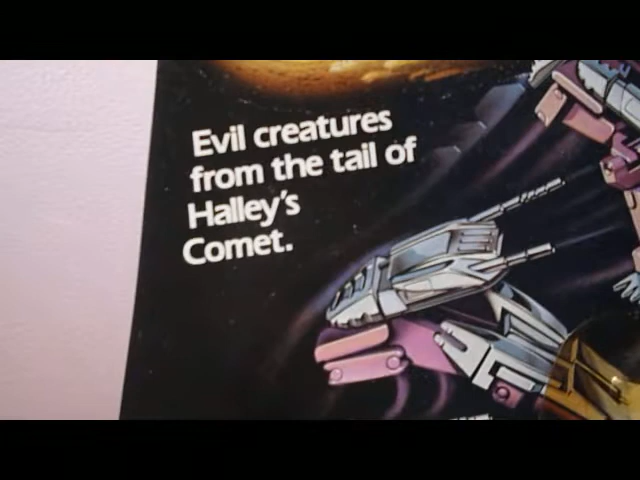 Evil creatures
from the tail of
Halley's
Comet.